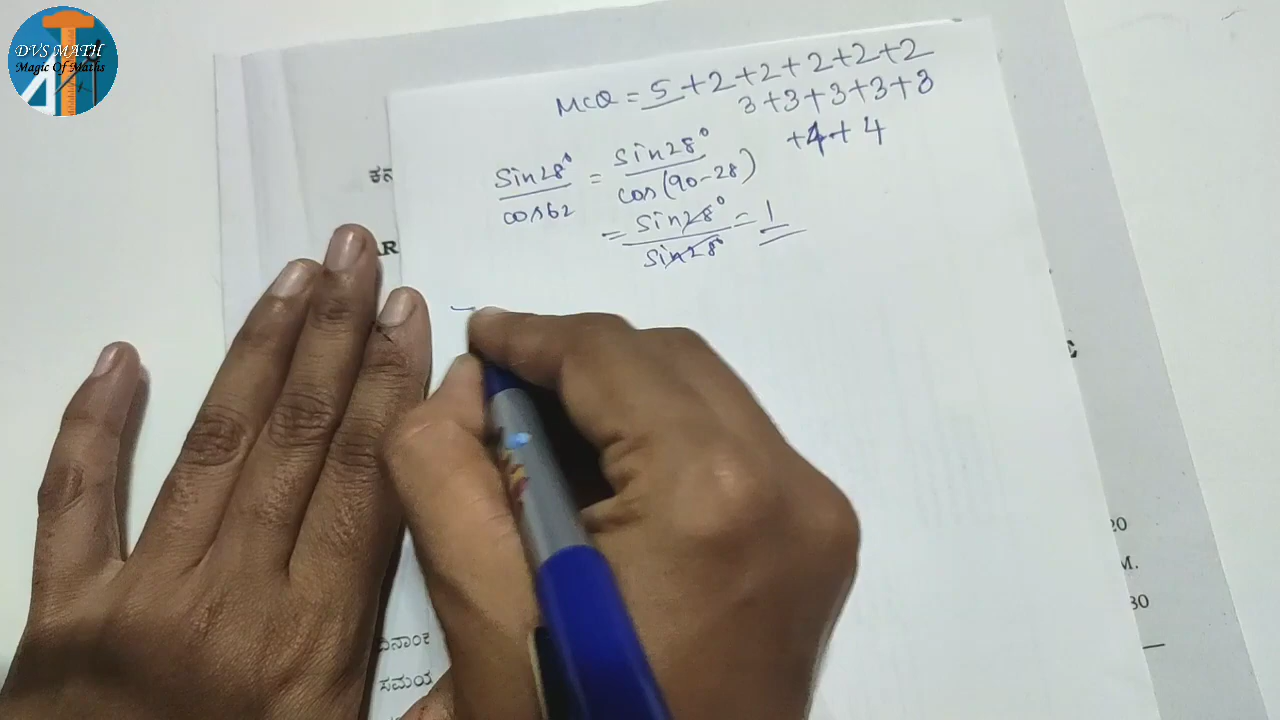 DVS MATH
Magic Of Maths
MCQ = 5 + 2 + 2 + 2 + 2 + 2
3 + 3 + 3 + 3 + 3
+ 4 + 4
sin28° / cos62 = sin28° / cos(90-28)
= sin28° / sin28° = 1
ಕನ
AR
20
M.
30
ದಿನಾಂಕ
ಸಮಯ